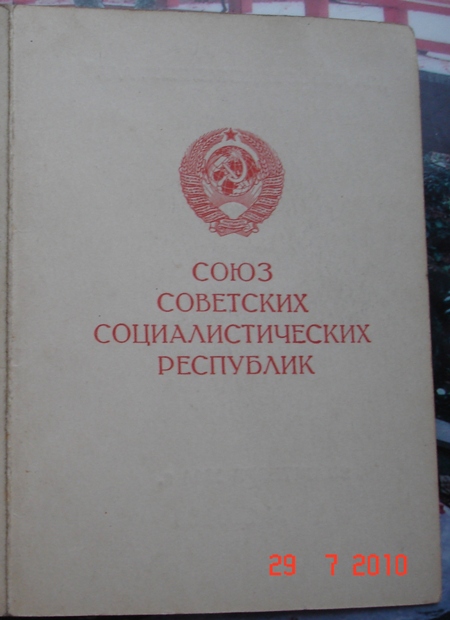 СОЮЗ
СОВЕТСКИХ
СОЦИАЛИСТИЧЕСКИХ
РЕСПУБЛИК
29 7 2010